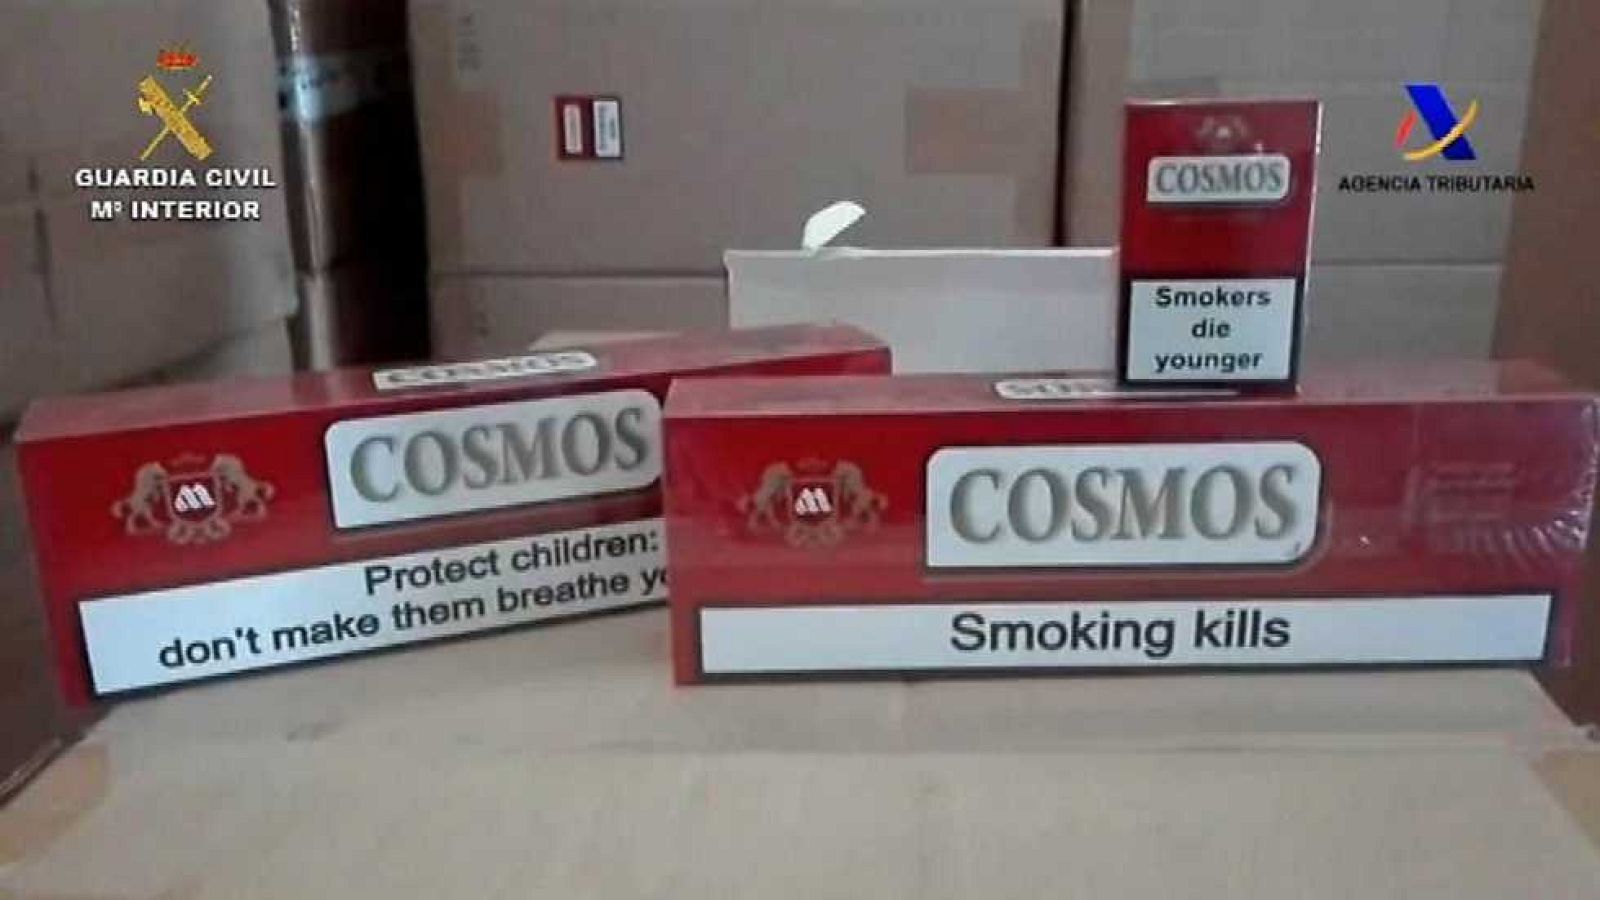 GUARDIA CIVIL
Mº INTERIOR
AGENCIA TRIBUTARIA
COSMOS
Smokers
die
younger
COSMOS
COSMOS
Protect children:
don't make them breathe
COSMOS
Smoking kills